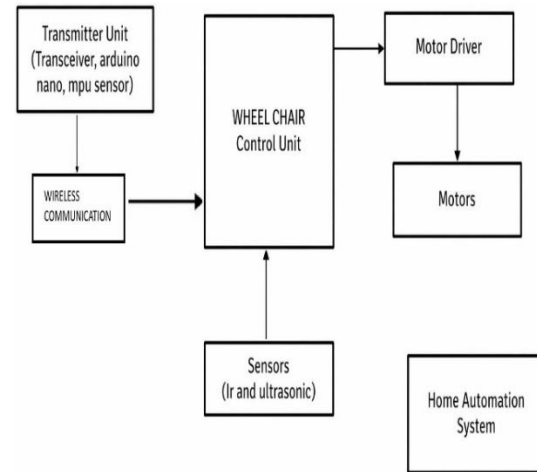 Transmitter Unit
(Transceiver, arduino
nano, mpu sensor)
WIRELESS
COMMUNICATION
WHEEL CHAIR
Control Unit
Motor Driver
Motors
Sensors
(Ir and ultrasonic)
Home Automation
System